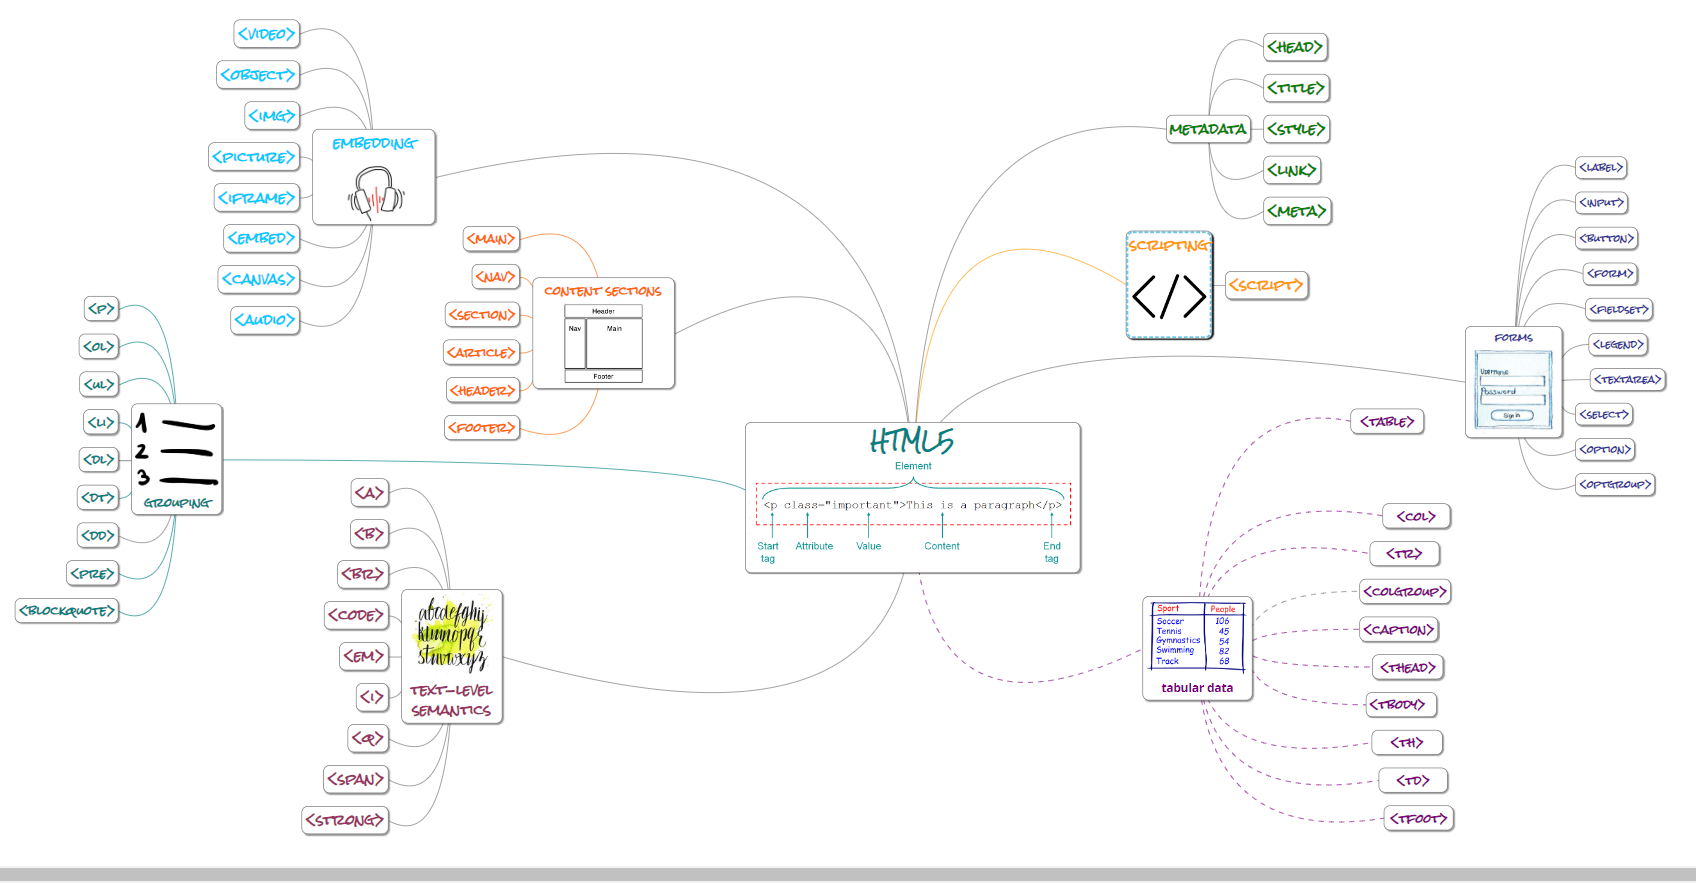 HTML5
Element
<p class="important">This is a paragraph</p>
Start tag
Attribute
Value
Content
End tag
EMBEDDING
<VIDEO>
<OBJECT>
<IMG>
<PICTURE>
<IFRAME>
<EMBED>
<CANVAS>
<AUDIO>
CONTENT SECTIONS
Header
Nav
Main
Footer
<MAIN>
<NAV>
<SECTION>
<ARTICLE>
<HEADER>
<FOOTER>
1
2
3
GROUPING
<P>
<OL>
<UL>
<LI>
<DL>
<DT>
<DD>
<PRE>
<BLOCKQUOTE>
abcdefghij
klmnopqr
stuvwxyz
TEXT-LEVEL
SEMANTICS
<A>
<B>
<BR>
<CODE>
<EM>
<I>
<Q>
<SPAN>
<STRONG>
METADATA
<HEAD>
<TITLE>
<STYLE>
<LINK>
<META>
SCRIPTING
</>
<SCRIPT>
FORMS
Username
Password
Sign in
<LABEL>
<INPUT>
<BUTTON>
<FORM>
<FIELDSET>
<LEGEND>
<TEXTAREA>
<SELECT>
<OPTION>
<OPTGROUP>
Sport People
Soccer 106
Tennis 45
Gymnastics 54
Swimming 82
Track 68
tabular data
<TABLE>
<COL>
<TR>
<COLGROUP>
<CAPTION>
<THEAD>
<TBODY>
<TH>
<TD>
<TFOOT>